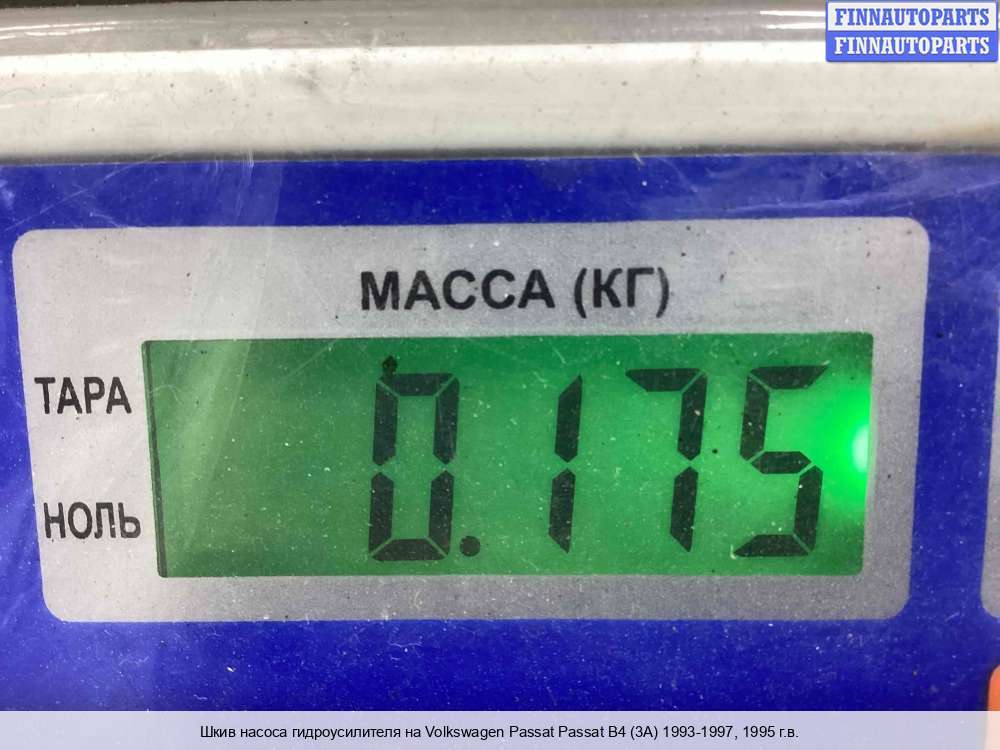 FINNAUTOPARTS
FINNAUTOPARTS
МАССА (КГ)
ТАРА
0.175
НОЛЬ
Шкив насоса гидроусилителя на Volkswagen Passat Passat B4 (3A) 1993-1997, 1995 г.в.